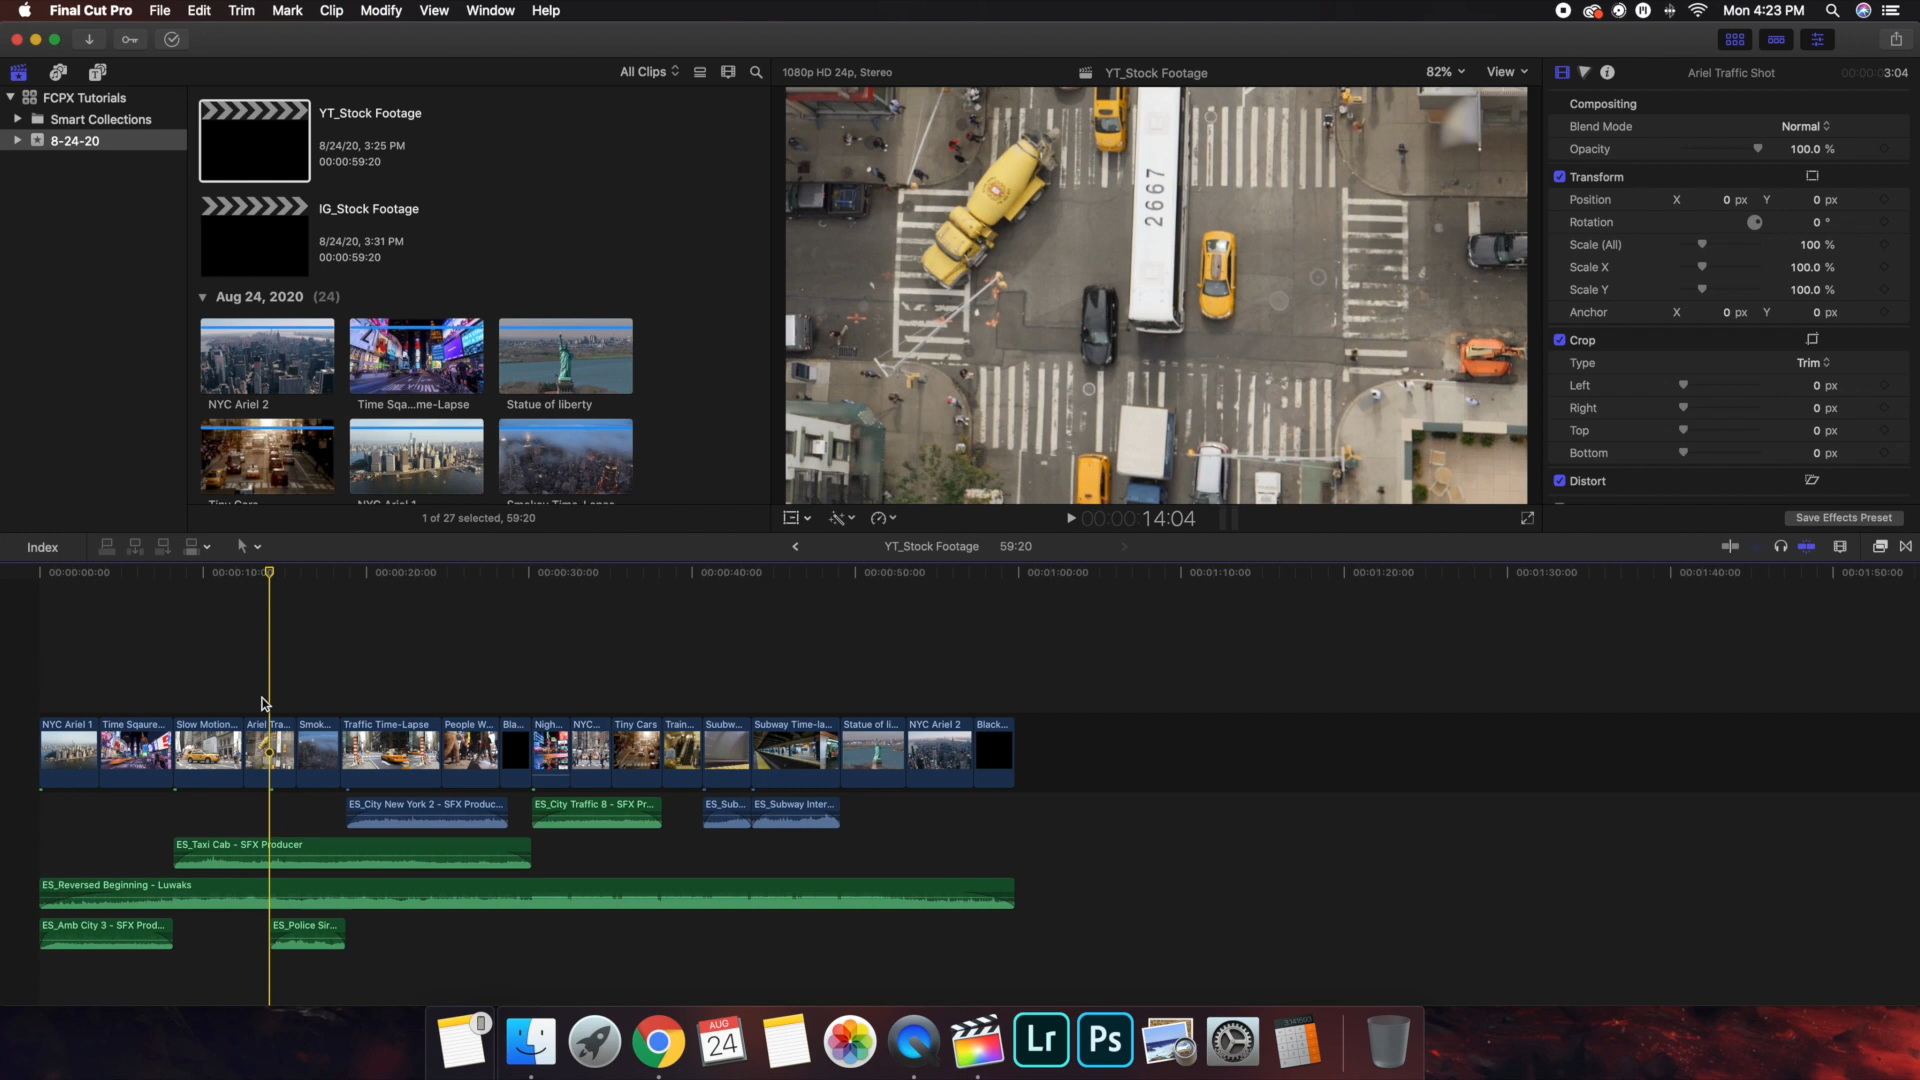 Final Cut Pro File Edit Trim Mark Clip Modify View Window Help Mon 4:23 PM
All Clips 1080p HD 24p, Stereo YT_Stock Footage 82% View Ariel Traffic Shot 00:00:03:04
FCPX Tutorials
Smart Collections
8-24-20
YT_Stock Footage
8/24/20, 3:25 PM
00:00:59:20
IG_Stock Footage
8/24/20, 3:31 PM
00:00:59:20
Aug 24, 2020 (24)
NYC Ariel 2 Time Sqa...me-Lapse Statue of liberty
1 of 27 selected, 59:20
2667
00:00:14:04
Compositing
Blend Mode Normal
Opacity 100.0 %
Transform
Position X 0 px Y 0 px
Rotation 0 °
Scale (All) 100 %
Scale X 100.0 %
Scale Y 100.0 %
Anchor X 0 px Y 0 px
Crop
Type Trim
Left 0 px
Right 0 px
Top 0 px
Bottom 0 px
Distort
Save Effects Preset
Index YT_Stock Footage 59:20
00:00:00:00 00:00:10:00 00:00:20:00 00:00:30:00 00:00:40:00 00:00:50:00 00:01:00:00 00:01:10:00 00:01:20:00 00:01:30:00 00:01:40:00 00:01:50:00
NYC Ariel 1 Time Sqaure... Slow Motion... Ariel Tra... Smok... Traffic Time-Lapse People W... Bla... Nigh... NYC... Tiny Cars Train... Suubw... Subway Time-la... Statue of li... NYC Ariel 2 Black...
ES_City New York 2 - SFX Produc... ES_City Traffic 8 - SFX Pr... ES_Sub... ES_Subway Inter...
ES_Taxi Cab - SFX Producer
ES_Reversed Beginning - Luwaks
ES_Amb City 3 - SFX Prod... ES_Police Sir...
AUG
24
Lr
Ps